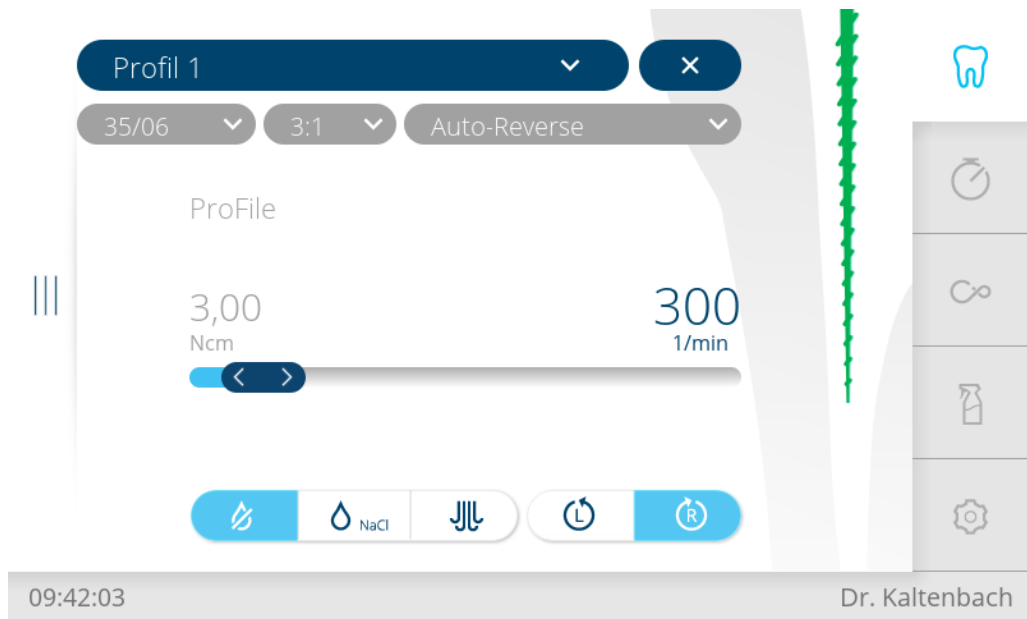 Profil 1
35/06 3:1 Auto-Reverse
ProFile
3,00 300
Ncm 1/min
NaCl L R
09:42:03 Dr. Kaltenbach